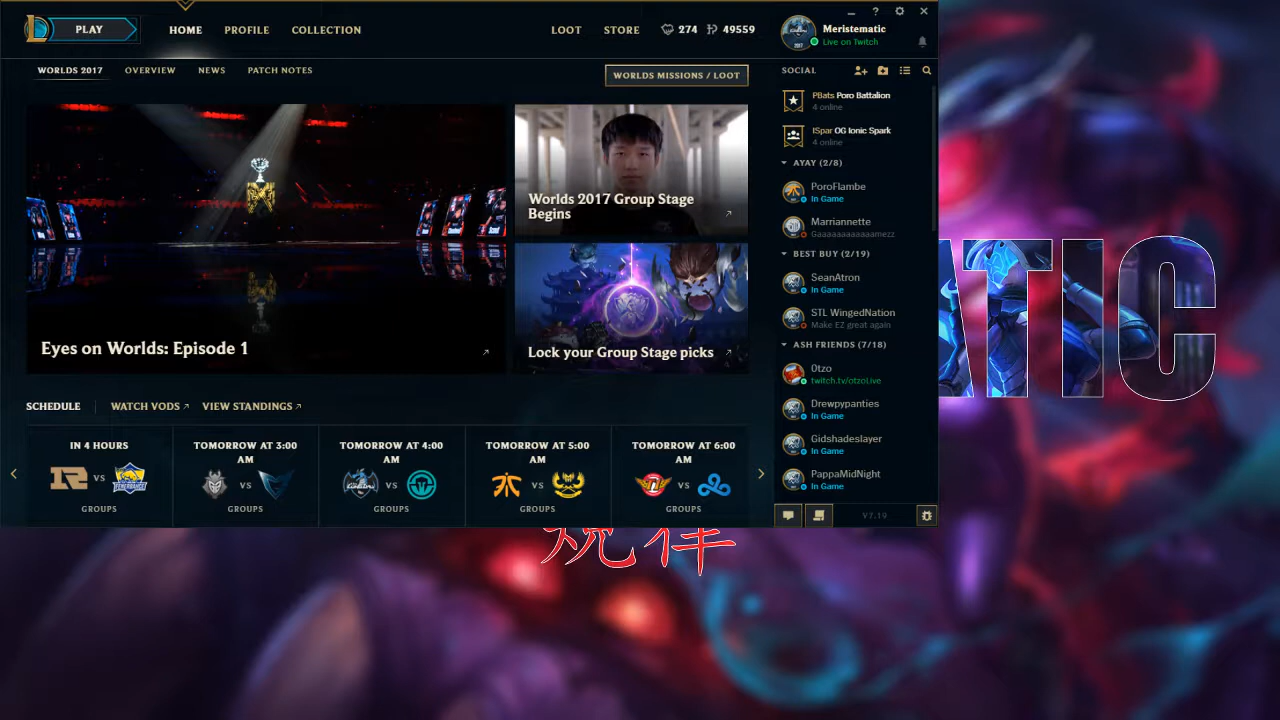 PLAY
HOME
PROFILE
COLLECTION
LOOT
STORE
274
49559
Meristematic
Live on Twitch
WORLDS 2017
OVERVIEW
NEWS
PATCH NOTES
WORLDS MISSIONS / LOOT
SOCIAL
Eyes on Worlds: Episode 1
Worlds 2017 Group Stage
Begins
Lock your Group Stage picks
PBats Poro Battalion
4 online
tSpar OG Ionic Spark
4 online
AYAY (2/8)
PoroFlambe
In Game
Marriannette
Gaaaaaaaaaaamezz
BEST BUY (2/19)
SeanAtron
In Game
STL WingedNation
Make EZ great again
ASH FRIENDS (7/18)
Otzo
twitch.tv/otzoLive
Drewpypanties
In Game
Gidshadeslayer
In Game
PappaMidNight
In Game
V7.19
SCHEDULE
WATCH VODS
VIEW STANDINGS
IN 4 HOURS
VS
GROUPS
TOMORROW AT 3:00
AM
VS
GROUPS
TOMORROW AT 4:00
AM
VS
GROUPS
TOMORROW AT 5:00
AM
VS
GROUPS
TOMORROW AT 6:00
AM
VS
GROUPS
ATIC
规律